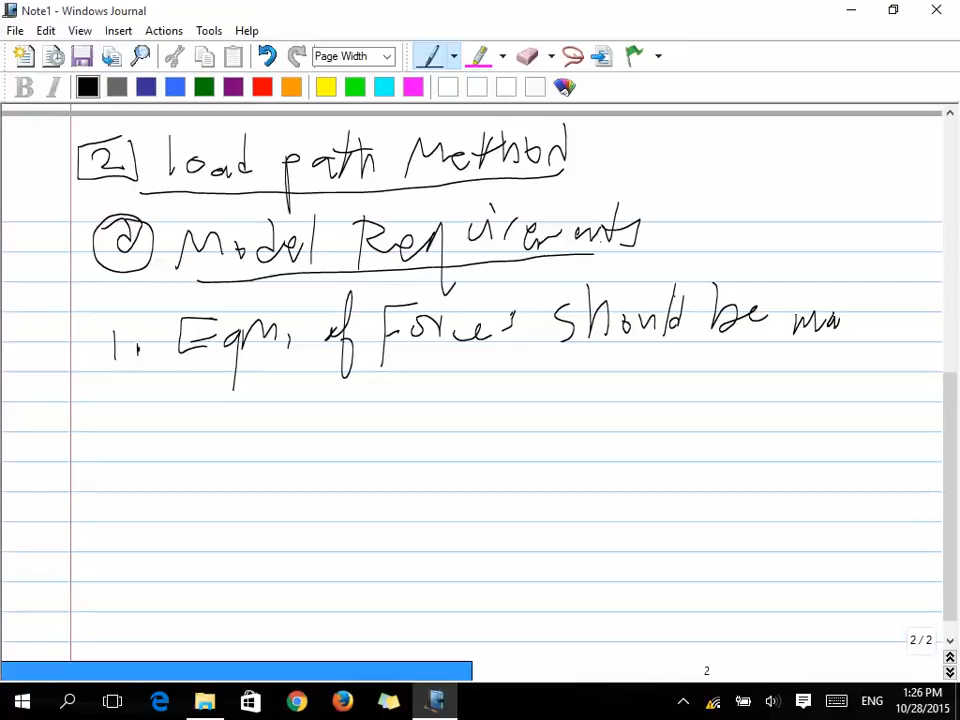 Note1 - Windows Journal
File Edit View Insert Actions Tools Help
Page Width
B I
2 load path Method
a Model Requirements
1. Eqm. of Forces should be ma
2 / 2
2
ENG
1:26 PM
10/28/2015